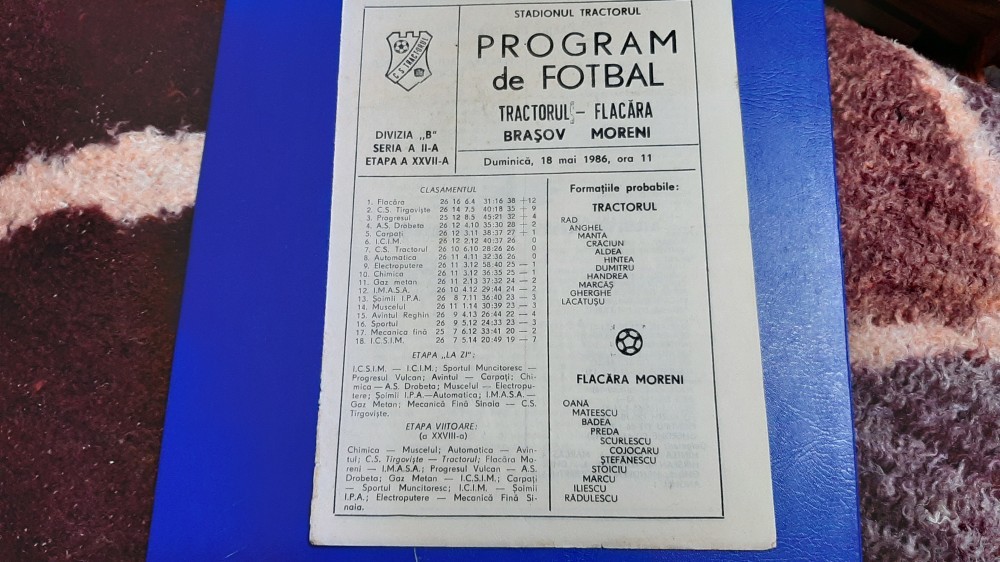 C.S. TRACTORUL
DIVIZIA „B"
SERIA A II-A
ETAPA A XXVII-A
STADIONUL TRACTORUL
PROGRAM
de FOTBAL
TRACTORUL – FLACĂRA
BRAŞOV MORENI
Duminică, 18 mai 1986, ora 11
CLASAMENTUL
1. Flacăra 26 16 6.4 31:16 38 +12
2. C.S. Tîrgovişte 26 14 7.5 40:18 35 + 9
3. Progresul 25 12 8.5 45:21 32 + 4
4. A.S. Drobeta 26 12 4.10 35:30 28 + 2
5. Carpaţi 26 12 3.11 38:37 27 + 1
6. I.C.I.M. 26 12 2.12 40:37 26 0
7. C.S. Tractorul 26 10 6.10 28:26 26 0
8. Automatica 26 11 4.11 32:36 26 0
9. Electroputere 26 11 3.12 58:40 25 — 1
10. Chimica 26 11 3.12 36:35 25 — 1
11. Gaz metan 26 11 2.13 37:32 24 — 2
12. I.M.A.S.A. 26 10 4.12 29:44 24 — 2
13. Şoimii I.P.A. 26 8 7.11 36:40 23 — 3
14. Muscelul 26 11 1.14 30:39 23 — 3
15. Avîntul Reghin 26 9 4.13 26:44 22 — 4
16. Sportul 26 9 5.12 24:33 23 — 3
17. Mecanica fină 25 7 6.12 33:41 20 — 2
18. I.C.S.I.M. 26 7 5.14 20:49 19 — 7
ETAPA „LA ZI":
I.C.S.I.M. — I.C.I.M.; Sportul Muncitoresc —
Progresul Vulcan; Avîntul — Carpaţi; Chi-
mica — A.S. Drobeta; Muscelul — Electropu-
tere; Şoimii I.P.A.—Automatica; I.M.A.S.A.—
Gaz Metan; Mecanică Fină Sinaia — C.S.
Tîrgovişte.
ETAPA VIITOARE:
(a XXVIII-a)
Chimica — Muscelul; Automatica — Avîn-
tul; C.S. Tîrgovişte — Tractorul; Flacăra Mo-
reni — I.M.A.S.A.; Progresul Vulcan — A.S.
Drobeta; Gaz Metan — I.C.S.I.M.; Carpaţi
— Sportul Muncitoresc; I.C.I.M. — Şoimii
I.P.A.; Electroputere — Mecanică Fină Si-
naia.
Formaţiile probabile:
TRACTORUL
RAD
ANGHEL
MANTA
CRĂCIUN
ALDEA
HINTEA
DUMITRU
HANDREA
MARCAŞ
GHERGHE
LĂCĂTUŞU
FLACĂRA MORENI
OANĂ
MATEESCU
BADEA
PREDA
SCURLESCU
COJOCARU
ŞTEFĂNESCU
STOICIU
MARCU
ILIESCU
RĂDULESCU